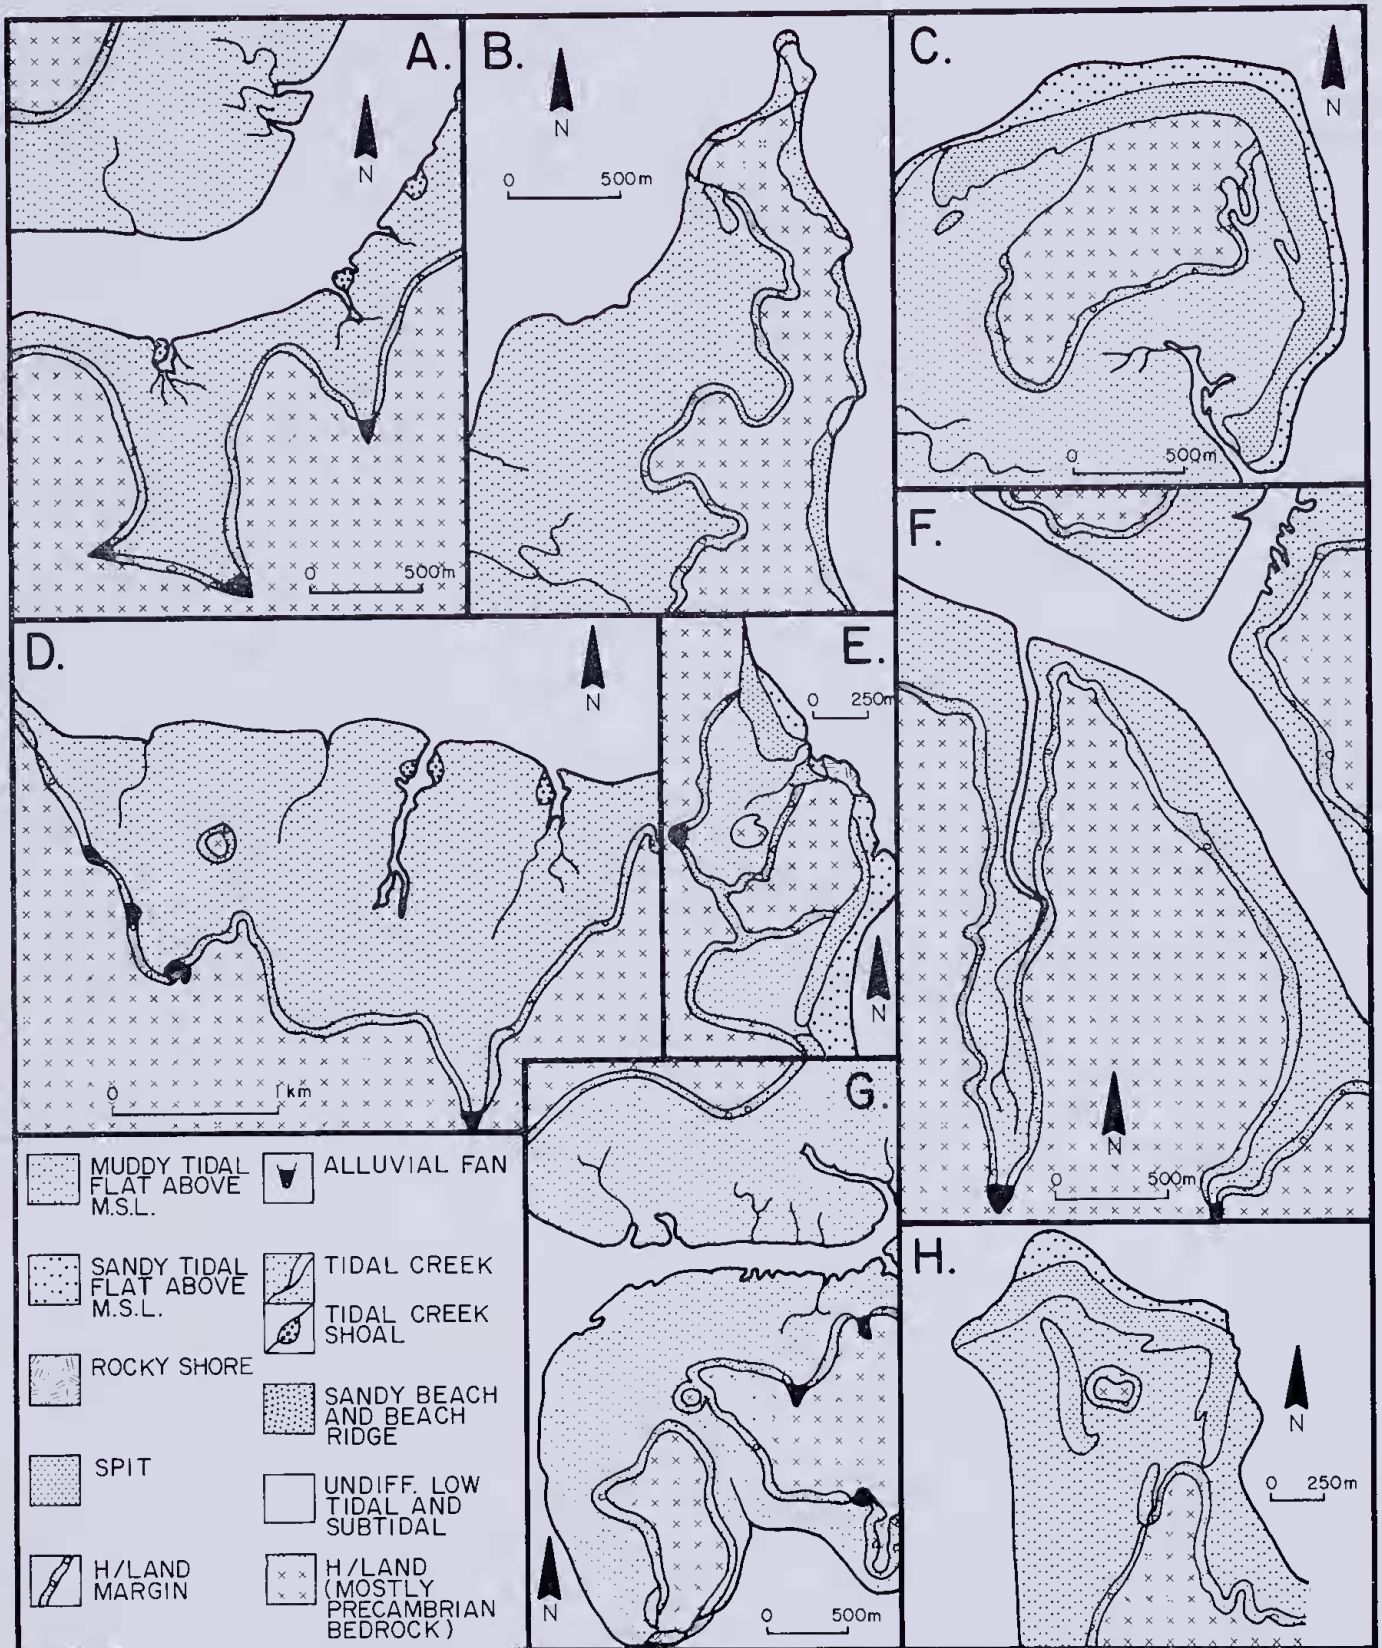 A.
N
0 500m
B.
N
0 500m
C.
N
0 500m
D.
N
0 1km
E.
0 250m
N
F.
N
0 500m
G.
N
0 500m
H.
N
0 250m
MUDDY TIDAL
FLAT ABOVE
M.S.L.
SANDY TIDAL
FLAT ABOVE
M.S.L.
ROCKY SHORE
SPIT
H/LAND
MARGIN
ALLUVIAL FAN
TIDAL CREEK
TIDAL CREEK
SHOAL
SANDY BEACH
AND BEACH
RIDGE
UNDIFF. LOW
TIDAL AND
SUBTIDAL
H/LAND
(MOSTLY
PRECAMBRIAN
BEDROCK)